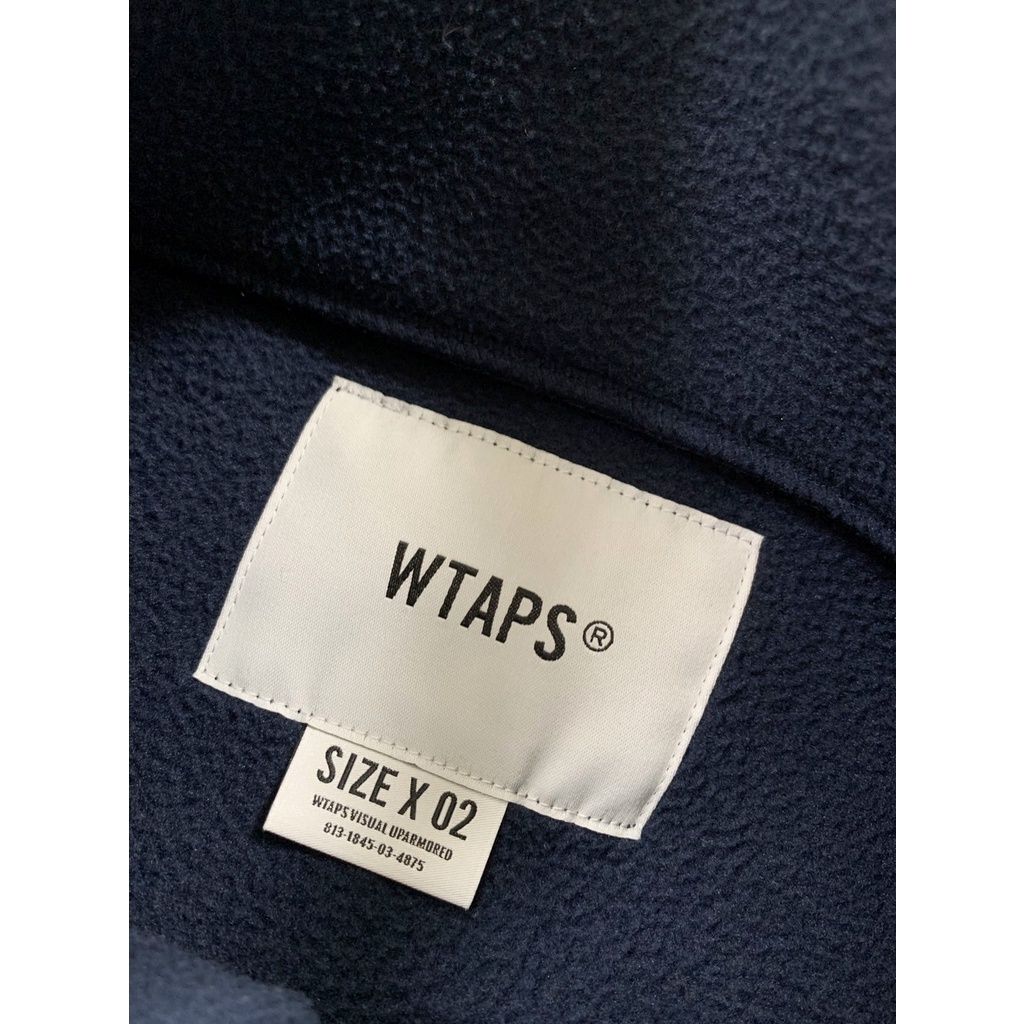 WTAPS®
SIZE X 02
WTAPS VISUAL UPARMORED
813-1845-03-4875